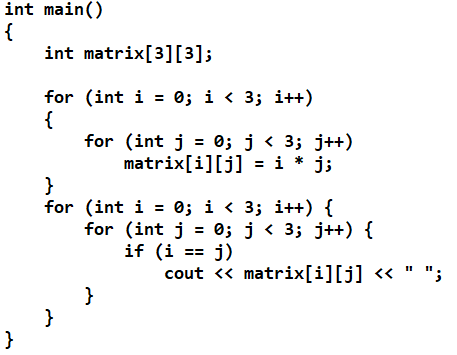 int main()
{
    int matrix[3][3];

    for (int i = 0; i < 3; i++)
    {
        for (int j = 0; j < 3; j++)
            matrix[i][j] = i * j;
    }
    for (int i = 0; i < 3; i++) {
        for (int j = 0; j < 3; j++) {
            if (i == j)
                cout << matrix[i][j] << " ";
        }
    }
}